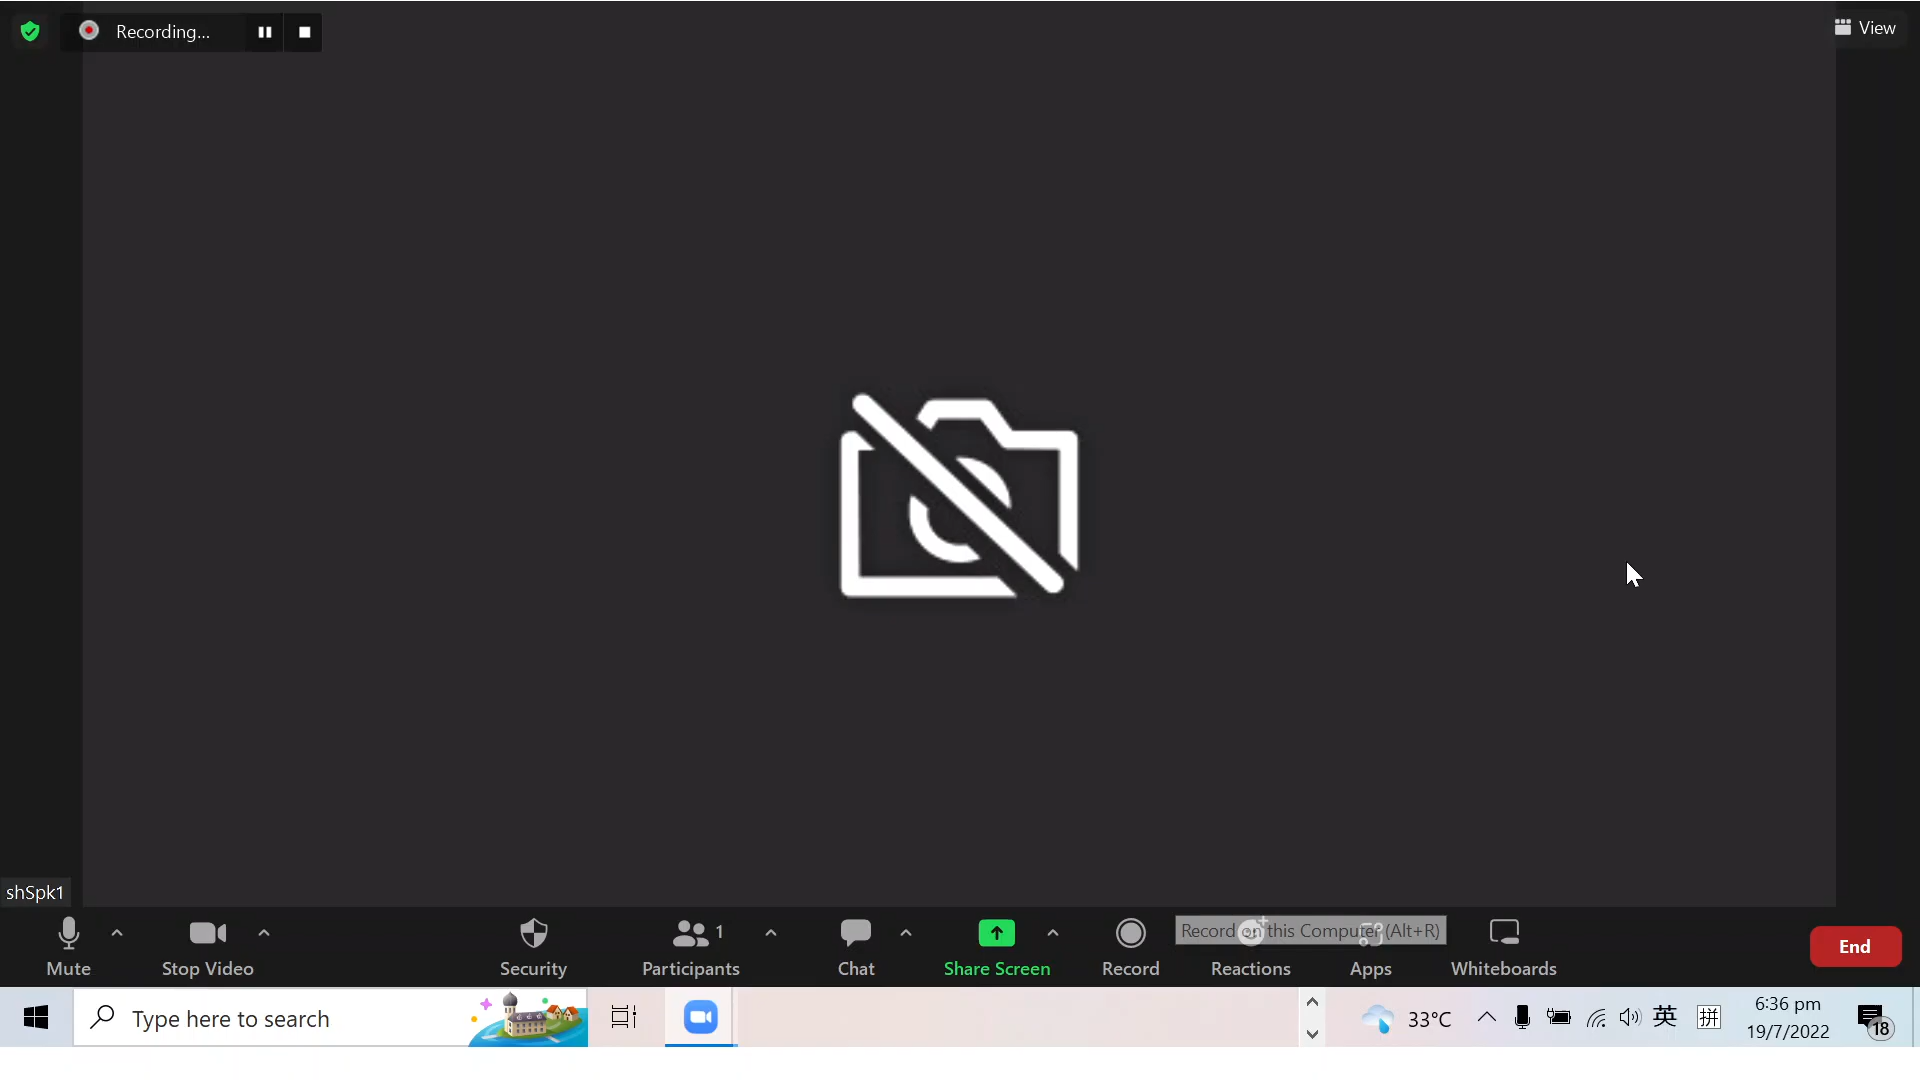 Recording...
View
shSpk1
Mute
Stop Video
Security
Participants
1
Chat
Share Screen
Record
Record on this Computer (Alt+R)
Reactions
Apps
Whiteboards
End
Type here to search
33°C
英
拼
6:36 pm
19/7/2022
18